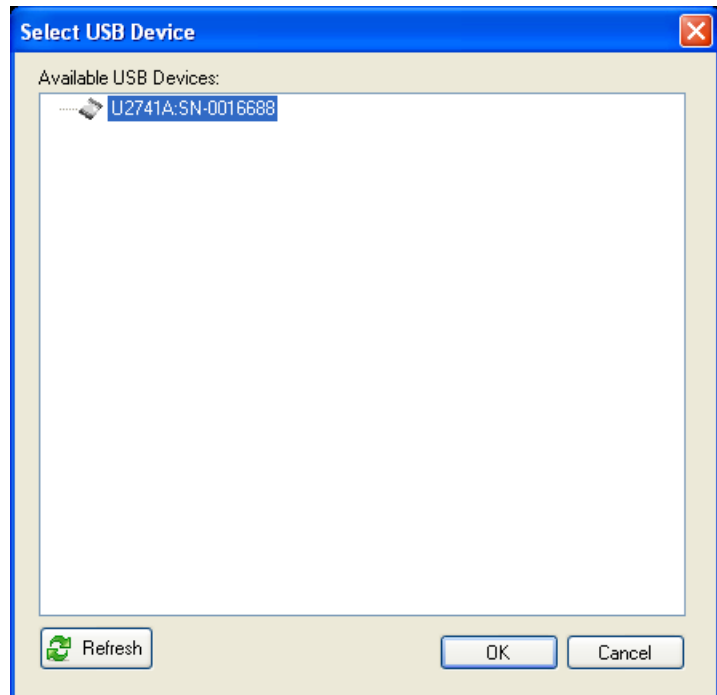 Select USB Device
Available USB Devices:
U2741A:SN-0016688
Refresh
OK
Cancel